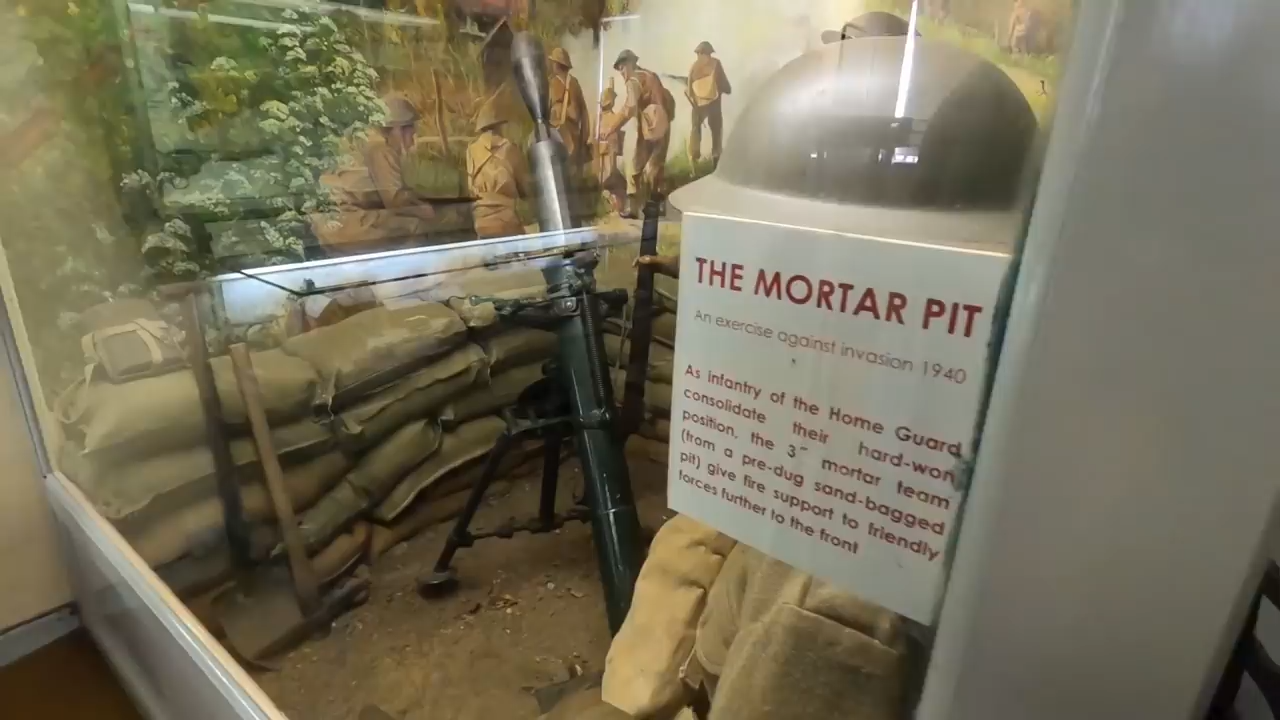 THE MORTAR PIT
An exercise against invasion 1940
As infantry of the Home Guard
consolidate their hard-won
position, the 3" mortar team
(from a pre-dug sand-bagged
pit) give fire support to friendly
forces further to the front